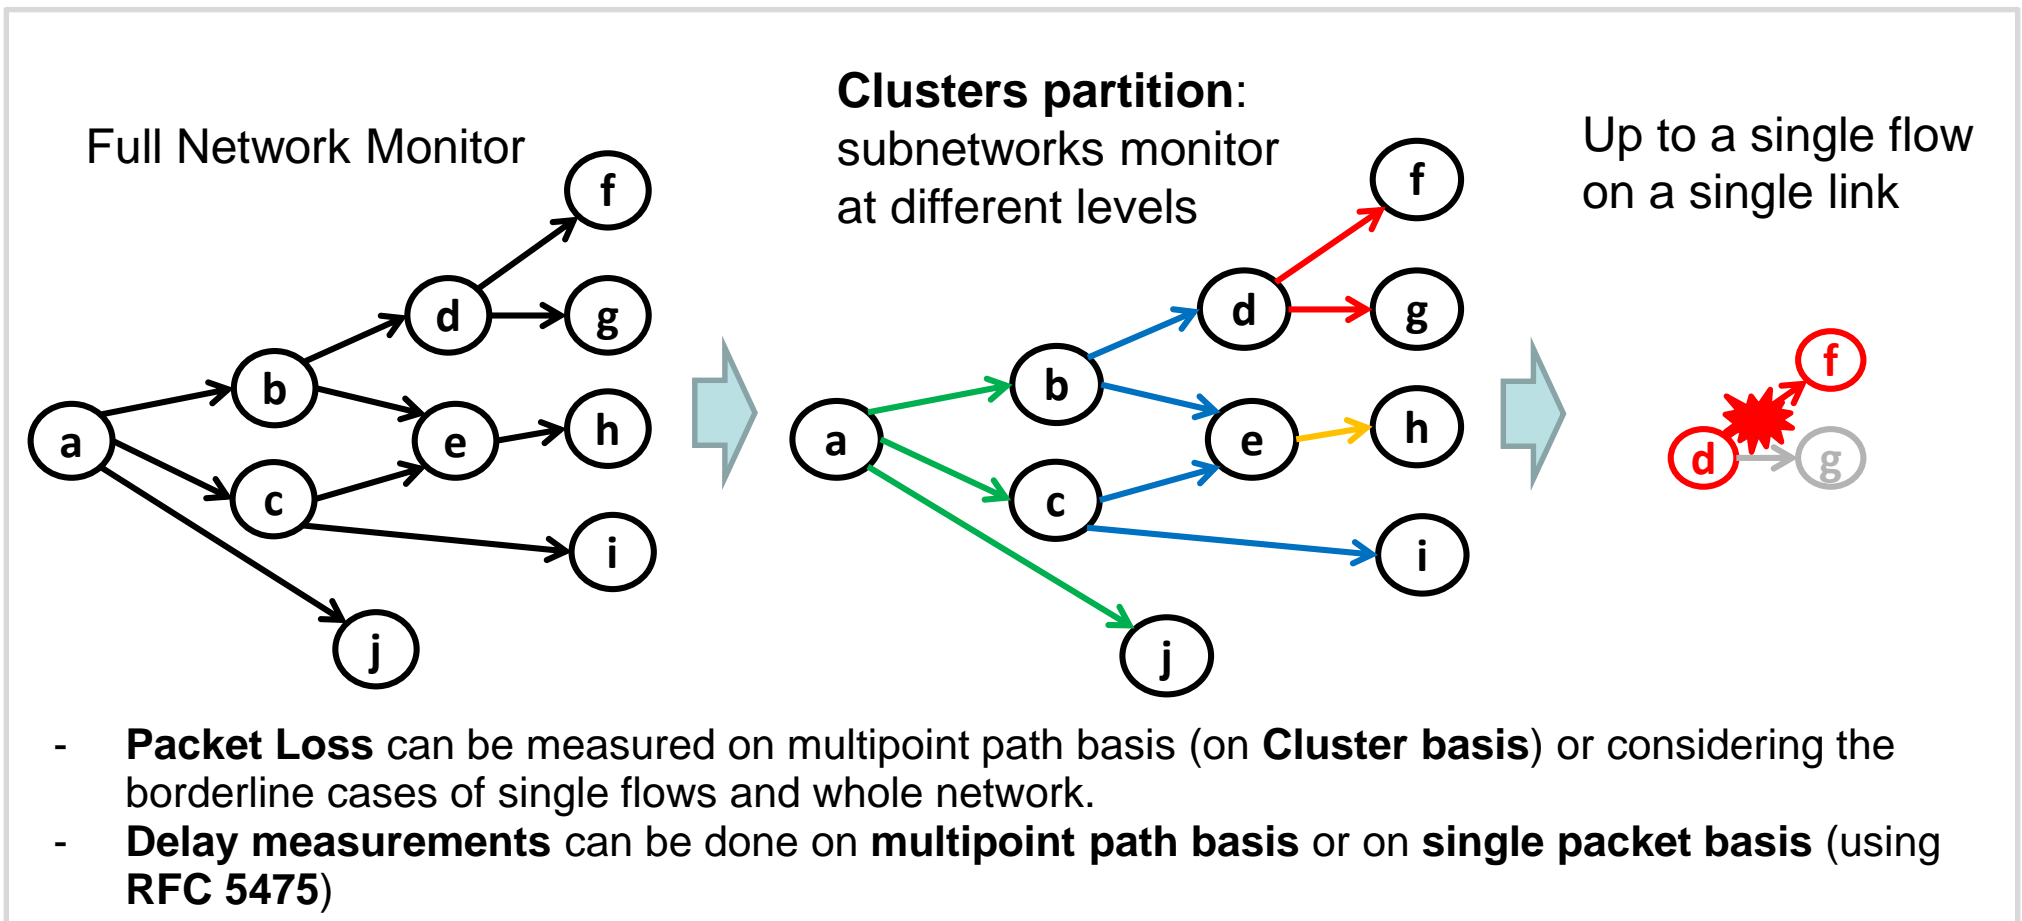 Full Network Monitor
f
d
g
b
a
e
h
c
i
j
Clusters partition:
subnetworks monitor
at different levels
f
d
g
b
a
e
h
c
i
j
Up to a single flow
on a single link
f
d
g
- Packet Loss can be measured on multipoint path basis (on Cluster basis) or considering the
borderline cases of single flows and whole network.
- Delay measurements can be done on multipoint path basis or on single packet basis (using
RFC 5475)